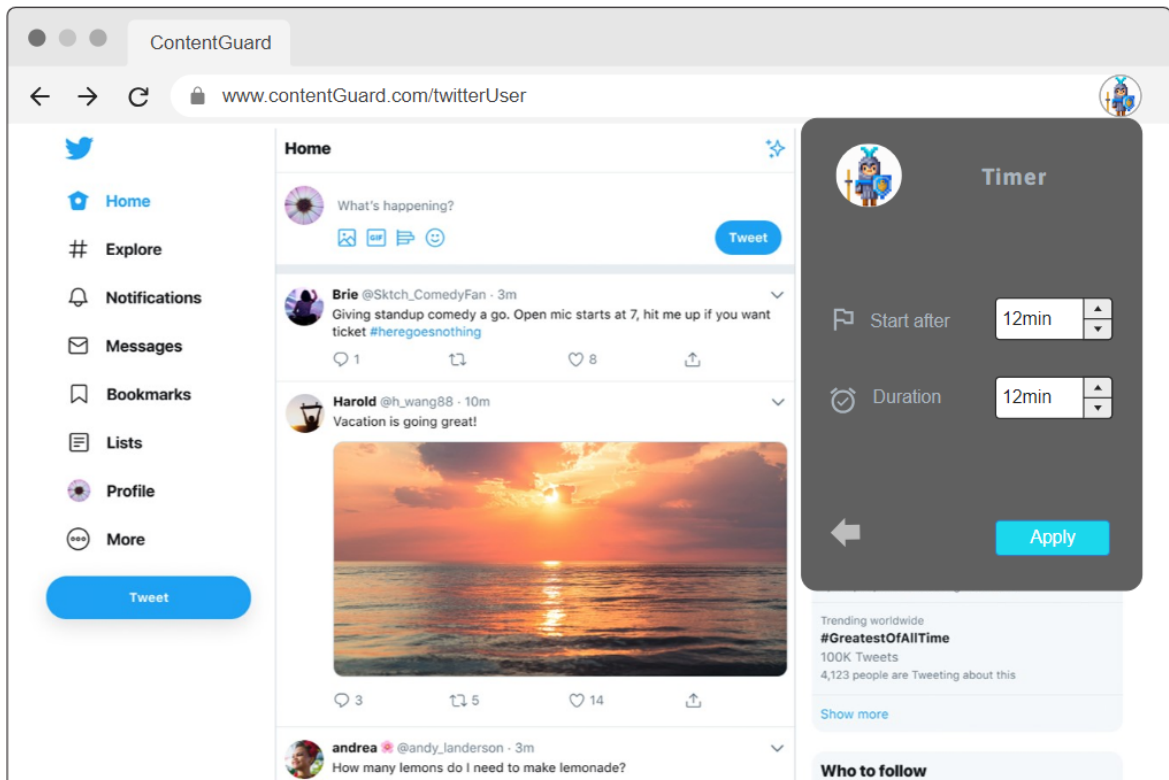 ContentGuard
www.contentGuard.com/twitterUser
Home
Explore
Notifications
Messages
Bookmarks
Lists
Profile
More
Tweet
Home
What's happening?
GIF
Tweet
Brie @Sktch_ComedyFan · 3m
Giving standup comedy a go. Open mic starts at 7, hit me up if you want
ticket #heregoesnothing
1 8
Harold @h_wang88 · 10m
Vacation is going great!
3 5 14
andrea @andy_landerson · 3m
How many lemons do I need to make lemonade?
Timer
Start after 12min
Duration 12min
Apply
Trending worldwide
#GreatestOfAllTime
100K Tweets
4,123 people are Tweeting about this
Show more
Who to follow